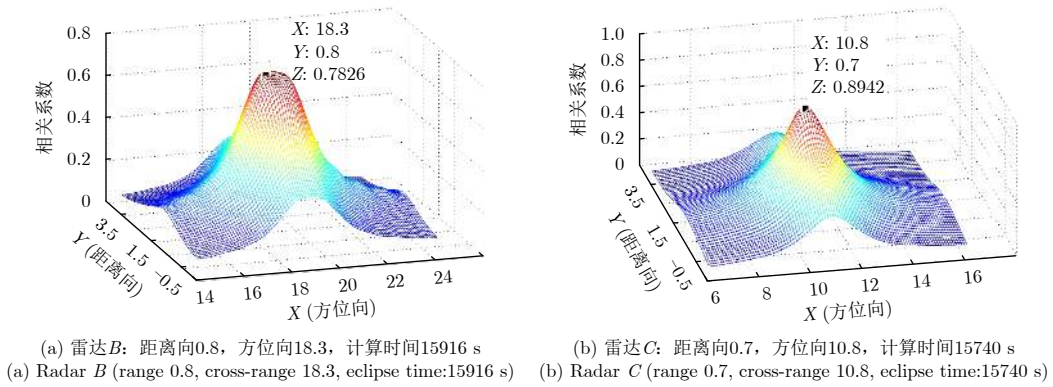 0.8
X: 18.3
Y: 0.8
Z: 0.7826
0.6
0.4
0.2
0
相关系数
3.5
1.5
−0.5
Y (距离向)
14
16
18
20
22
24
X (方位向)
1.0
X: 10.8
Y: 0.7
Z: 0.8942
0.8
0.6
0.4
0.2
0
相关系数
3.5
1.5
−0.5
Y (距离向)
6
8
10
12
14
16
X (方位向)
(a) 雷达B：距离向0.8，方位向18.3，计算时间15916 s
(a) Radar B (range 0.8, cross-range 18.3, eclipse time:15916 s)
(b) 雷达C：距离向0.7，方位向10.8，计算时间15740 s
(b) Radar C (range 0.7, cross-range 10.8, eclipse time:15740 s)